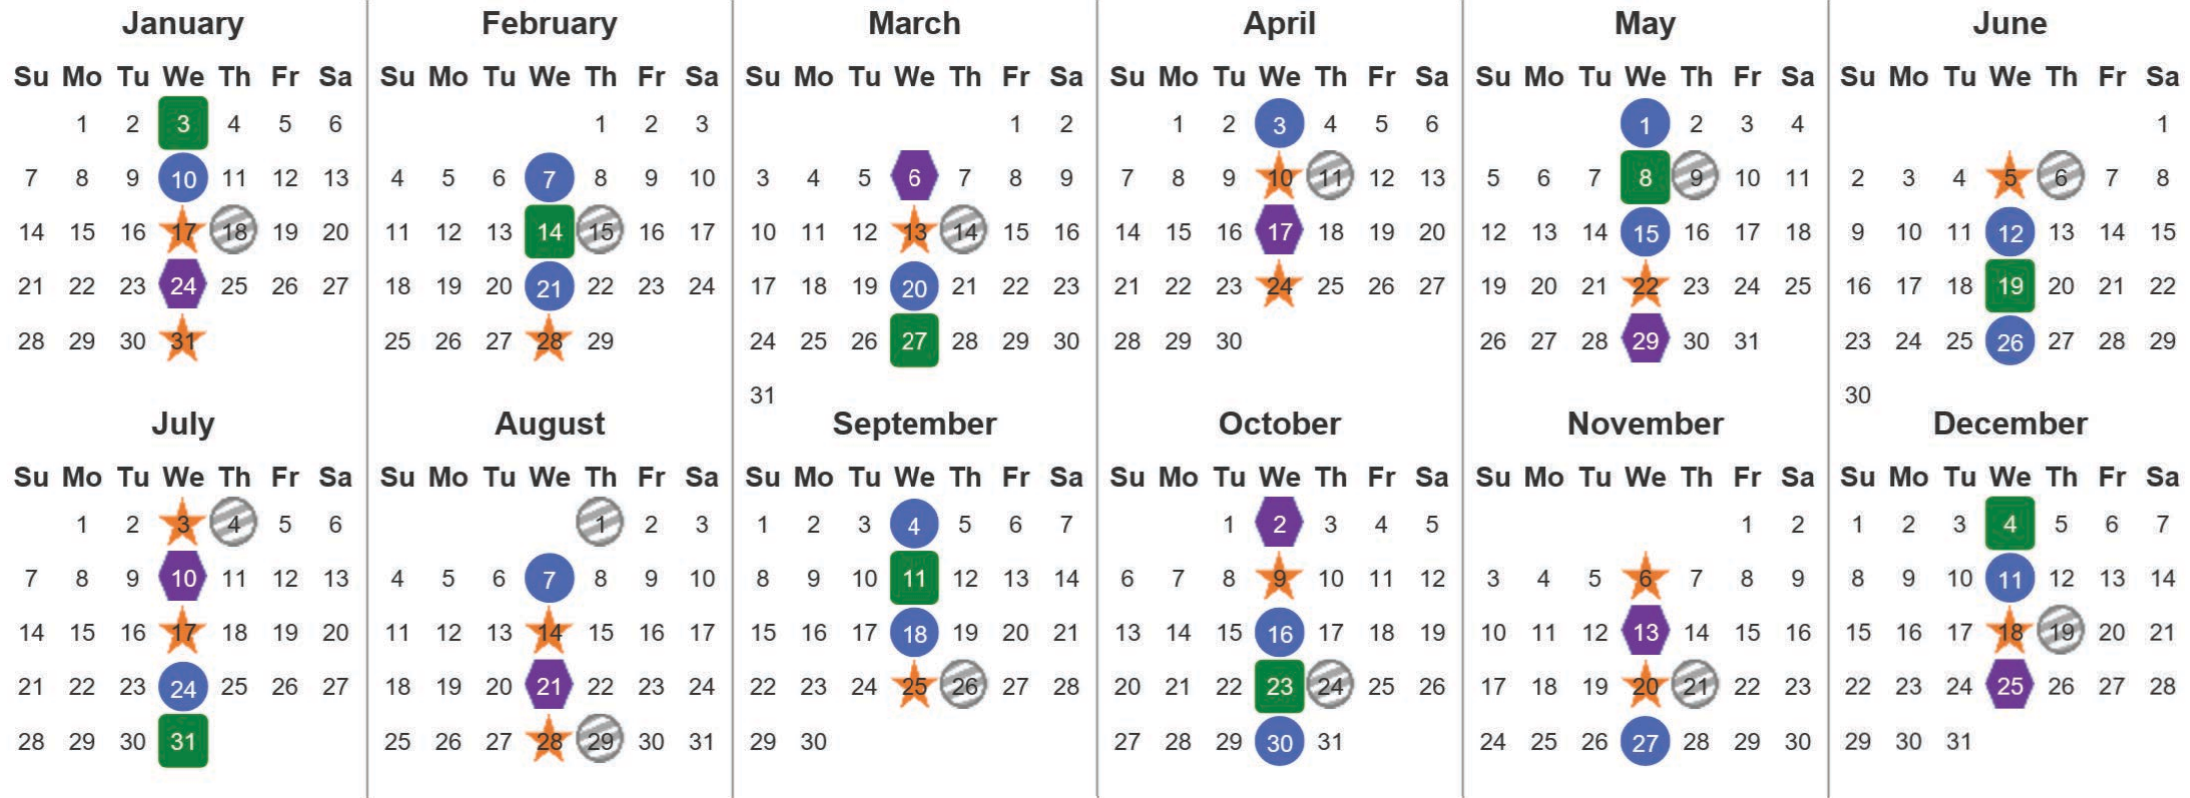 January February March April May June
Su Mo Tu We Th Fr Sa Su Mo Tu We Th Fr Sa Su Mo Tu We Th Fr Sa Su Mo Tu We Th Fr Sa Su Mo Tu We Th Fr Sa Su Mo Tu We Th Fr Sa
1 2 3 4 5 6 1 2 3 1 2 1 2 3 4 5 6 1 2 3 4 1
7 8 9 10 11 12 13 4 5 6 7 8 9 10 3 4 5 6 7 8 9 7 8 9 10 11 12 13 5 6 7 8 9 10 11 2 3 4 5 6 7 8
14 15 16 17 18 19 20 11 12 13 14 15 16 17 10 11 12 13 14 15 16 14 15 16 17 18 19 20 12 13 14 15 16 17 18 9 10 11 12 13 14 15
21 22 23 24 25 26 27 18 19 20 21 22 23 24 17 18 19 20 21 22 23 21 22 23 24 25 26 27 19 20 21 22 23 24 25 16 17 18 19 20 21 22
28 29 30 31 25 26 27 28 29 24 25 26 27 28 29 30 28 29 30 26 27 28 29 30 31 23 24 25 26 27 28 29
31 30
July August September October November December
Su Mo Tu We Th Fr Sa Su Mo Tu We Th Fr Sa Su Mo Tu We Th Fr Sa Su Mo Tu We Th Fr Sa Su Mo Tu We Th Fr Sa Su Mo Tu We Th Fr Sa
1 2 3 4 5 6 1 2 3 1 2 3 4 5 6 7 1 2 3 4 5 1 2 1 2 3 4 5 6 7
7 8 9 10 11 12 13 4 5 6 7 8 9 10 8 9 10 11 12 13 14 6 7 8 9 10 11 12 3 4 5 6 7 8 9 8 9 10 11 12 13 14
14 15 16 17 18 19 20 11 12 13 14 15 16 17 15 16 17 18 19 20 21 13 14 15 16 17 18 19 10 11 12 13 14 15 16 15 16 17 18 19 20 21
21 22 23 24 25 26 27 18 19 20 21 22 23 24 22 23 24 25 26 27 28 20 21 22 23 24 25 26 17 18 19 20 21 22 23 22 23 24 25 26 27 28
28 29 30 31 25 26 27 28 29 30 31 29 30 27 28 29 30 31 24 25 26 27 28 29 30 29 30 31